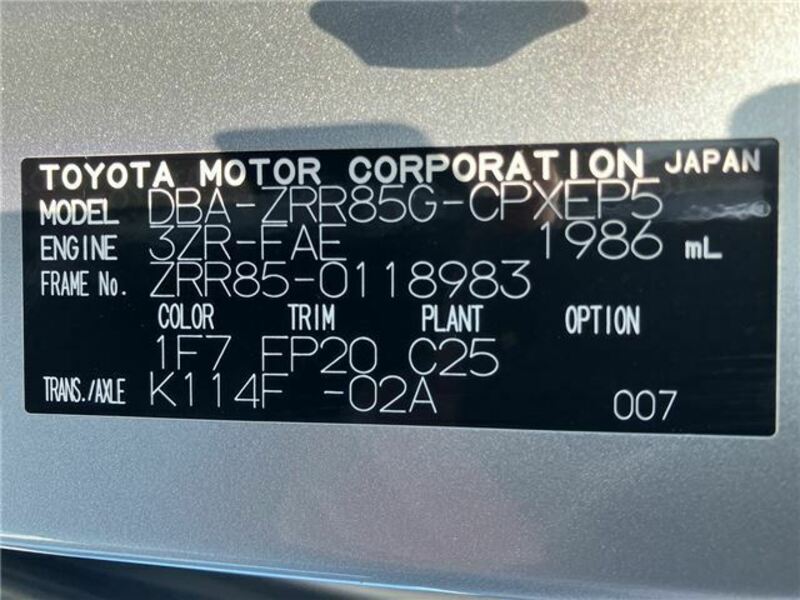 TOYOTA MOTOR CORPORATION JAPAN
MODEL DBA-ZRR85G-CPXEP5
ENGINE 3ZR-FAE 1986 mL
FRAME No. ZRR85-0118983
COLOR TRIM PLANT OPTION
1F7 EP20 C25
TRANS./AXLE K114F -02A 007